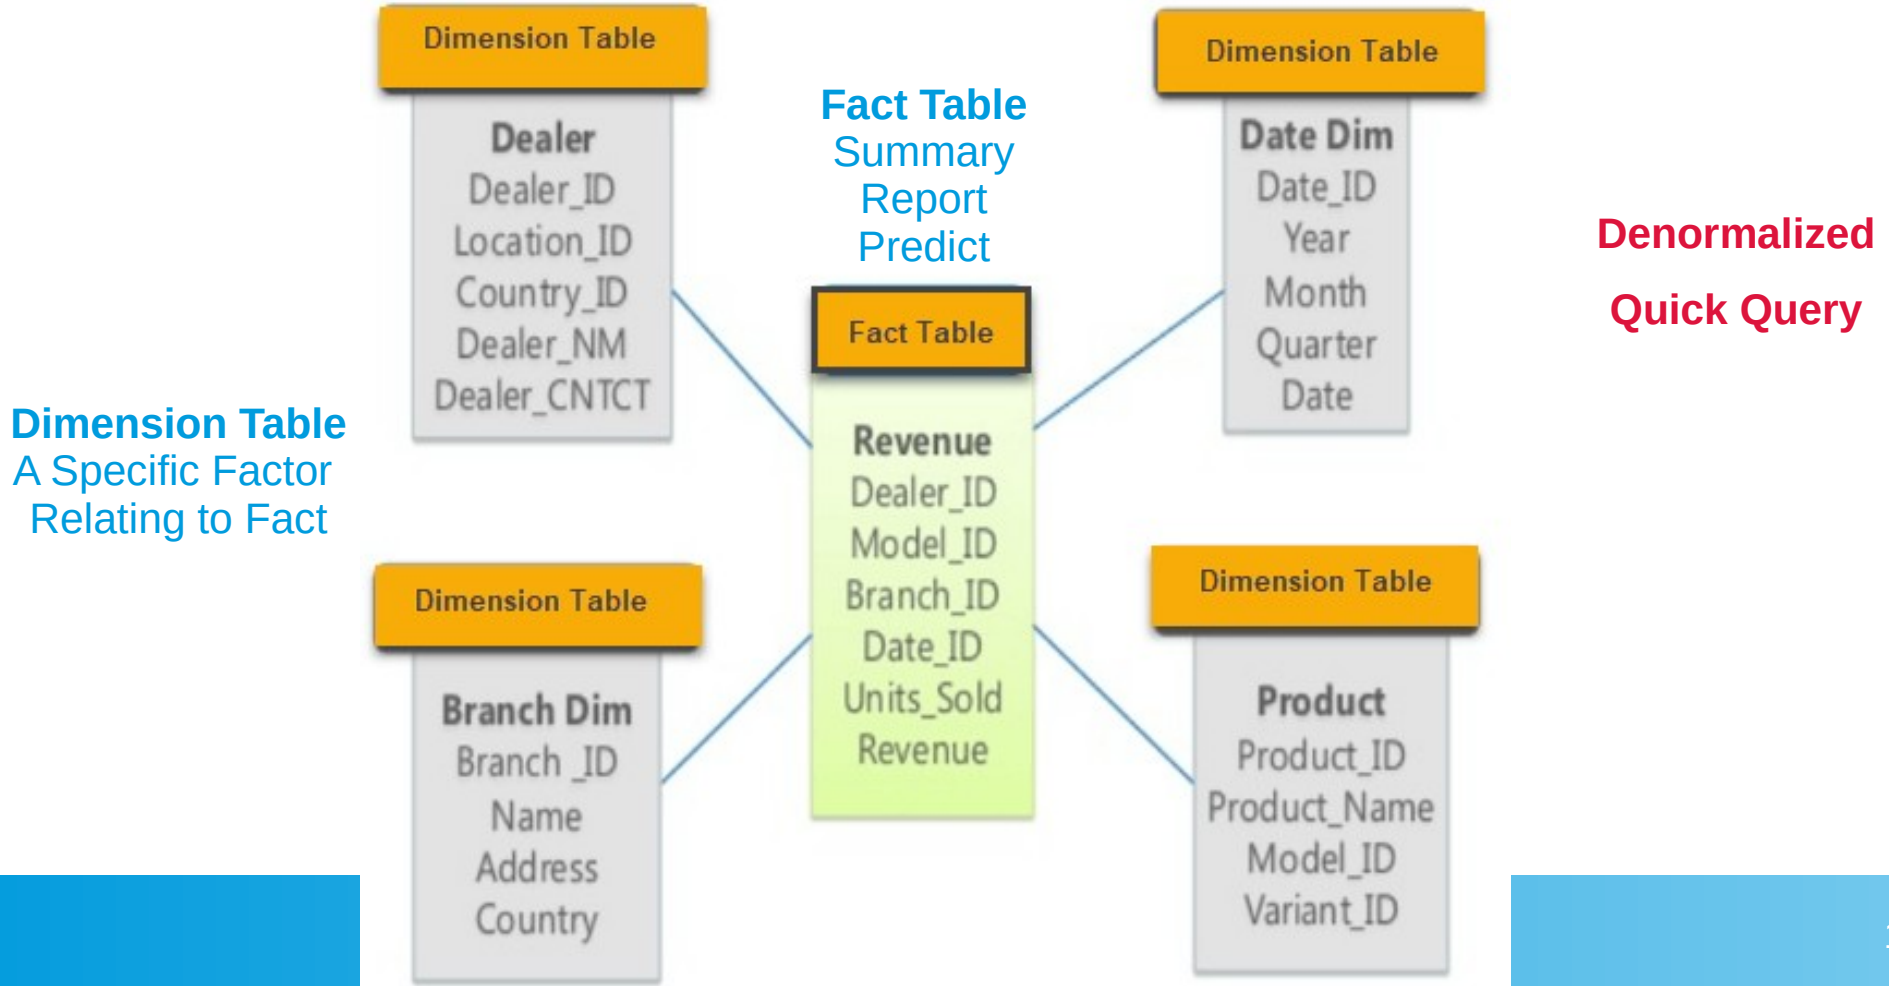 Dimension Table
Dealer
Dealer_ID
Location_ID
Country_ID
Dealer_NM
Dealer_CNTCT
Fact Table
Summary
Report
Predict
Dimension Table
Date Dim
Date_ID
Year
Month
Quarter
Date
Denormalized
Quick Query
Dimension Table
A Specific Factor
Relating to Fact
Fact Table
Revenue
Dealer_ID
Model_ID
Branch_ID
Date_ID
Units_Sold
Revenue
Dimension Table
Branch Dim
Branch _ID
Name
Address
Country
Dimension Table
Product
Product_ID
Product_Name
Model_ID
Variant_ID